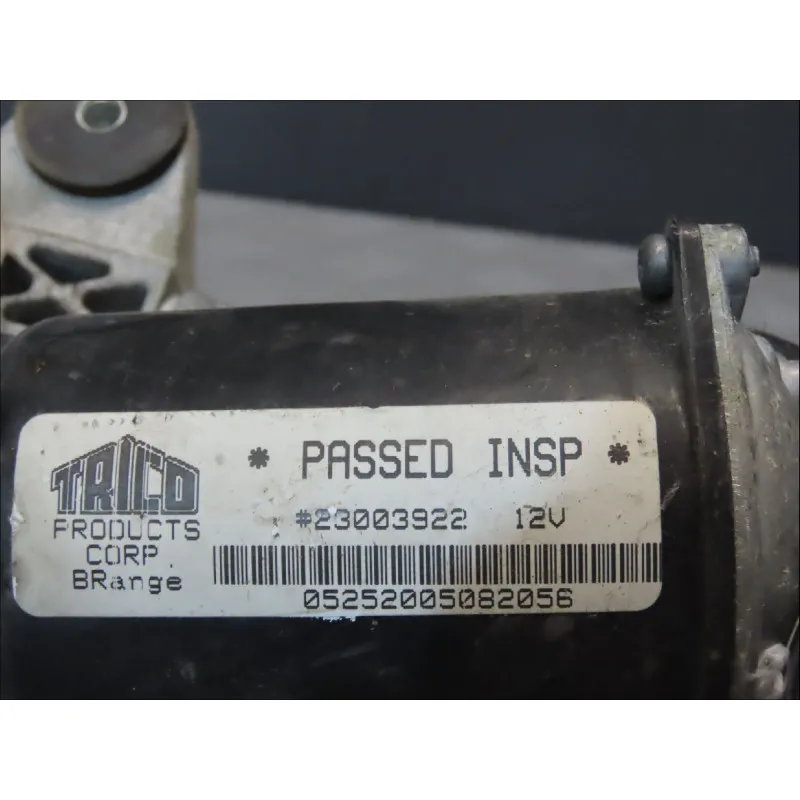 TRICO
PRODUCTS
CORP.
BRange
* PASSED INSP *
#23003922 12V
05252005082056